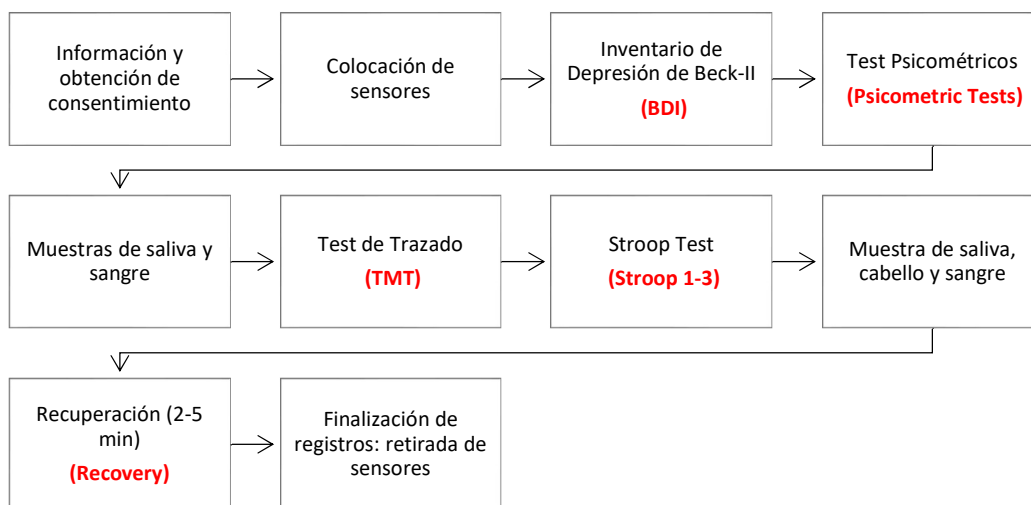 Información y
obtención de
consentimiento
Colocación de
sensores
Inventario de
Depresión de Beck-II
(BDI)
Test Psicométricos
(Psicometric Tests)
Muestras de saliva y
sangre
Test de Trazado
(TMT)
Stroop Test
(Stroop 1-3)
Muestra de saliva,
cabello y sangre
Recuperación (2-5
min)
(Recovery)
Finalización de
registros: retirada de
sensores